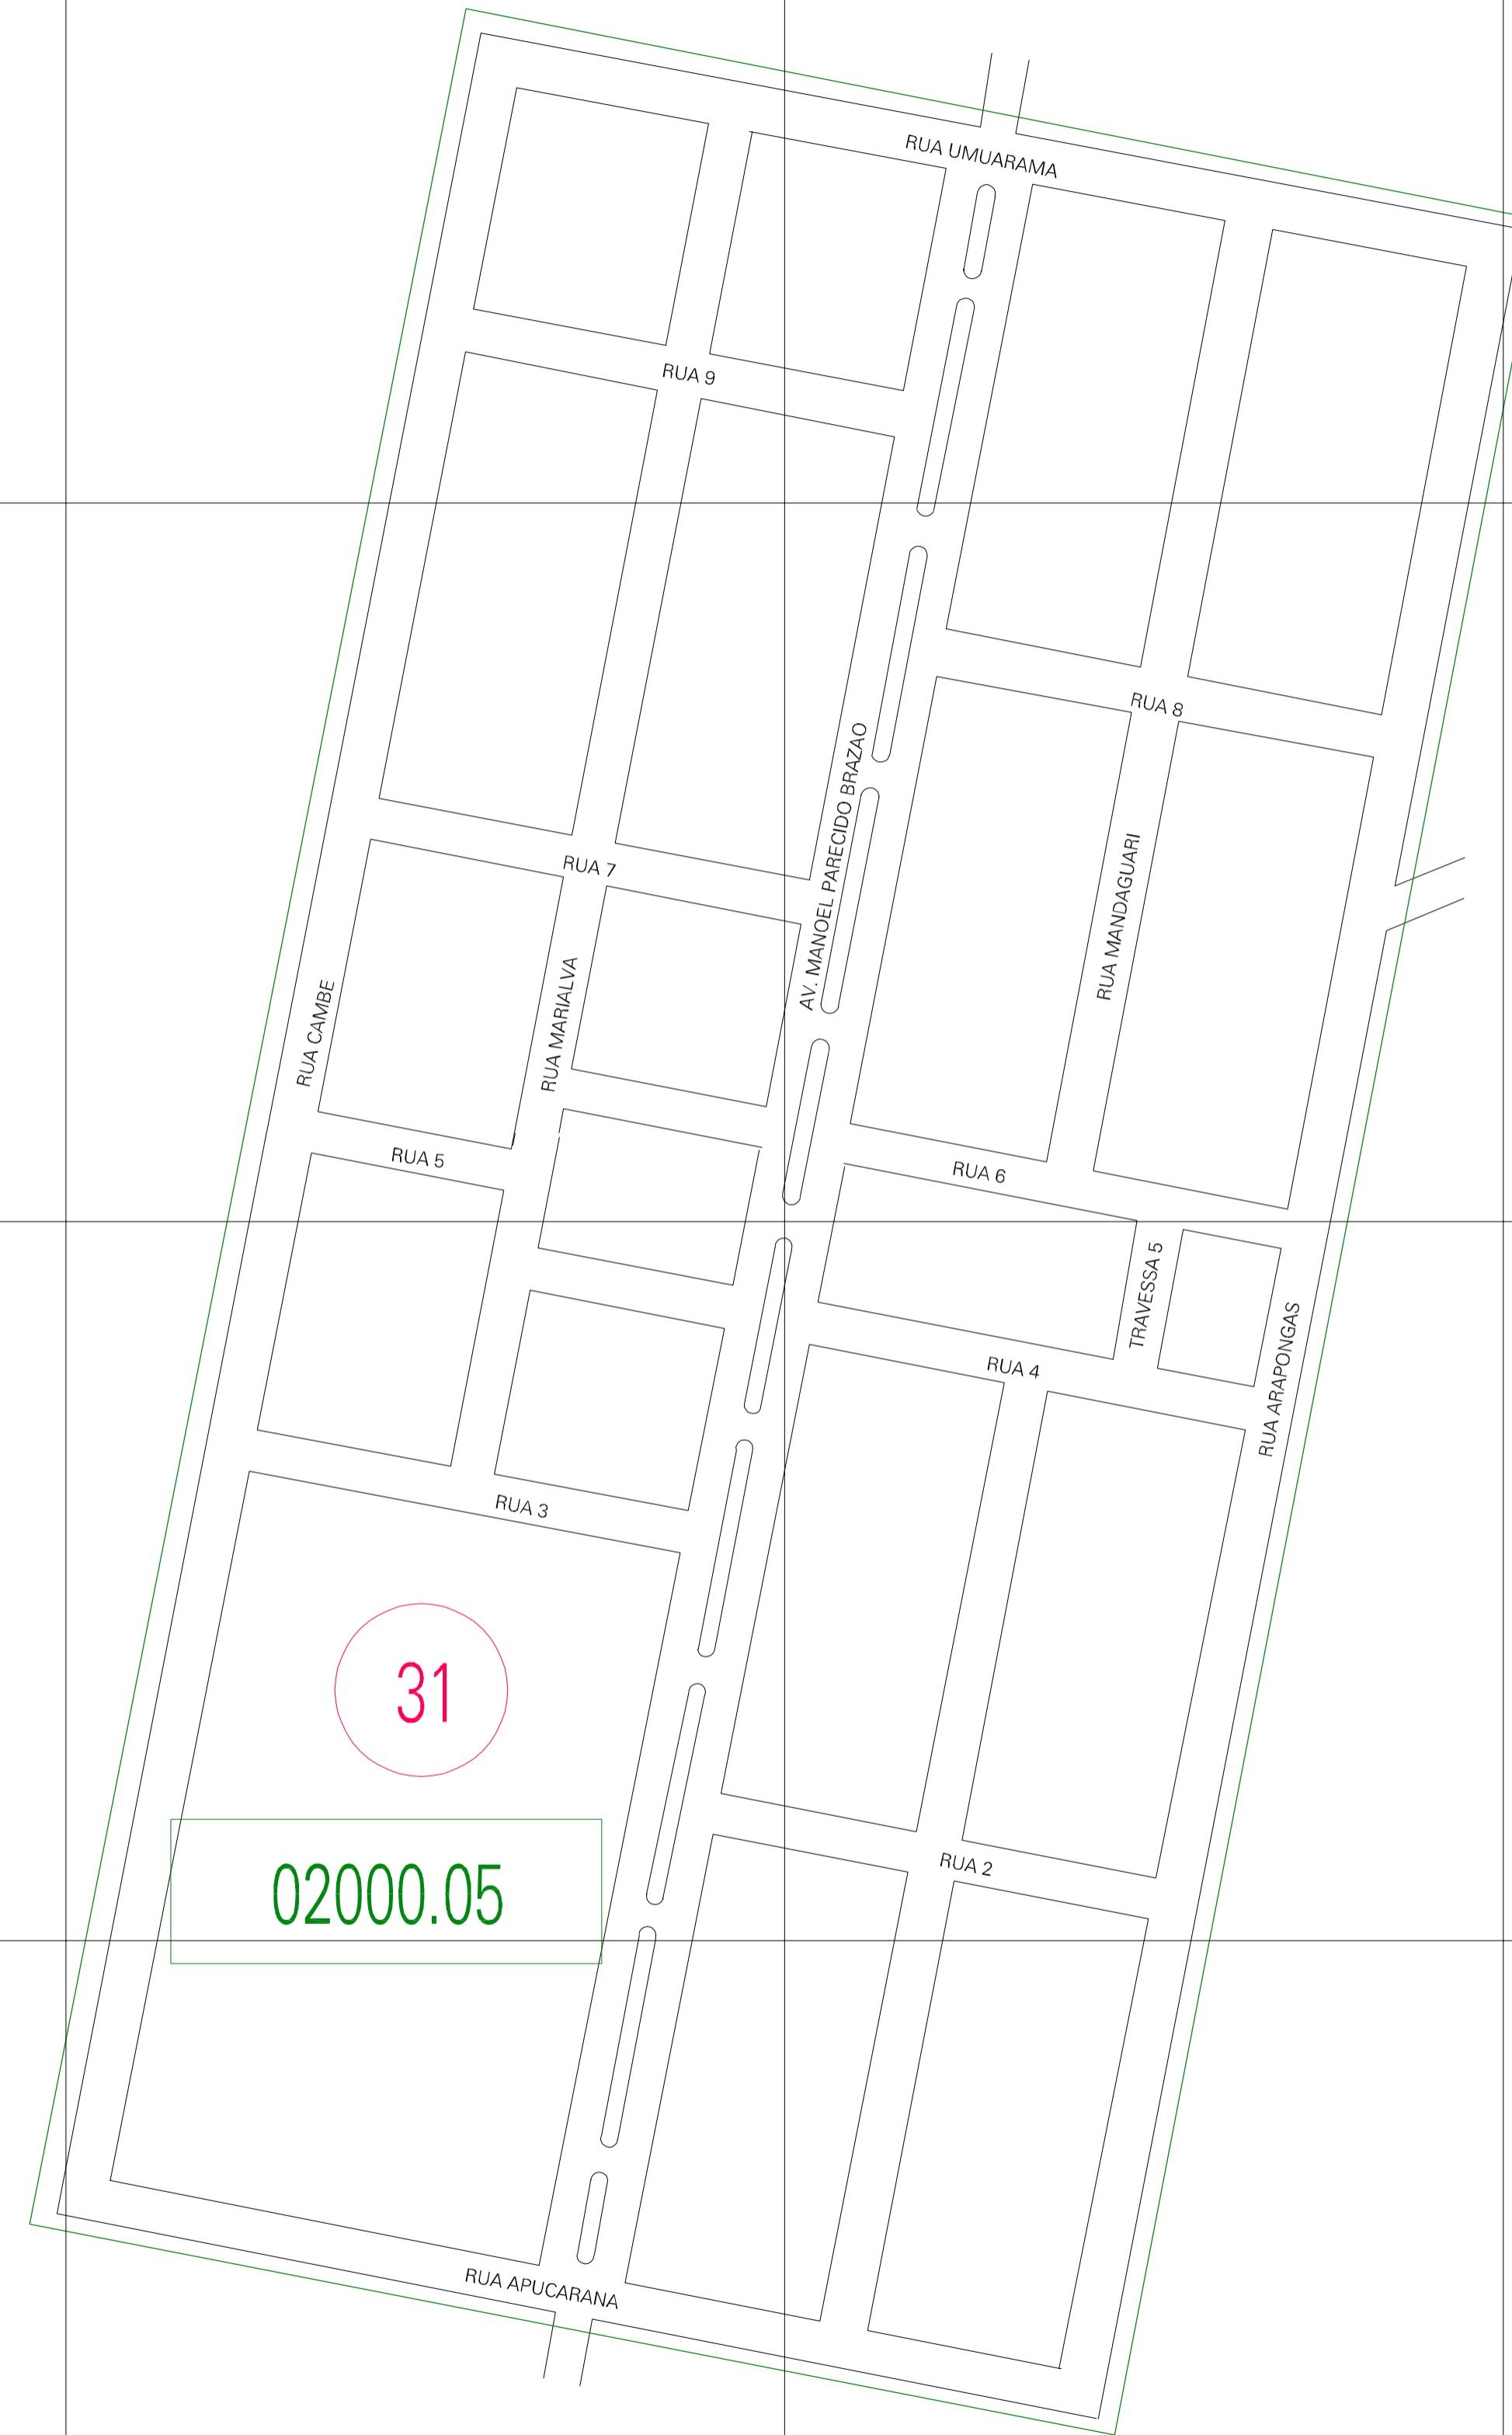 RUA UMUARAMA
RUA 9
RUA 8
AV. MANOEL PARECIDO BRAZAO
RUA MANDAGUARI
RUA 7
RUA CAMBE
RUA MARIALVA
RUA 5
RUA 6
TRAVESSA 5
RUA ARAPONGAS
RUA 4
RUA 3
31
RUA 2
02000.05
RUA APUCARANA